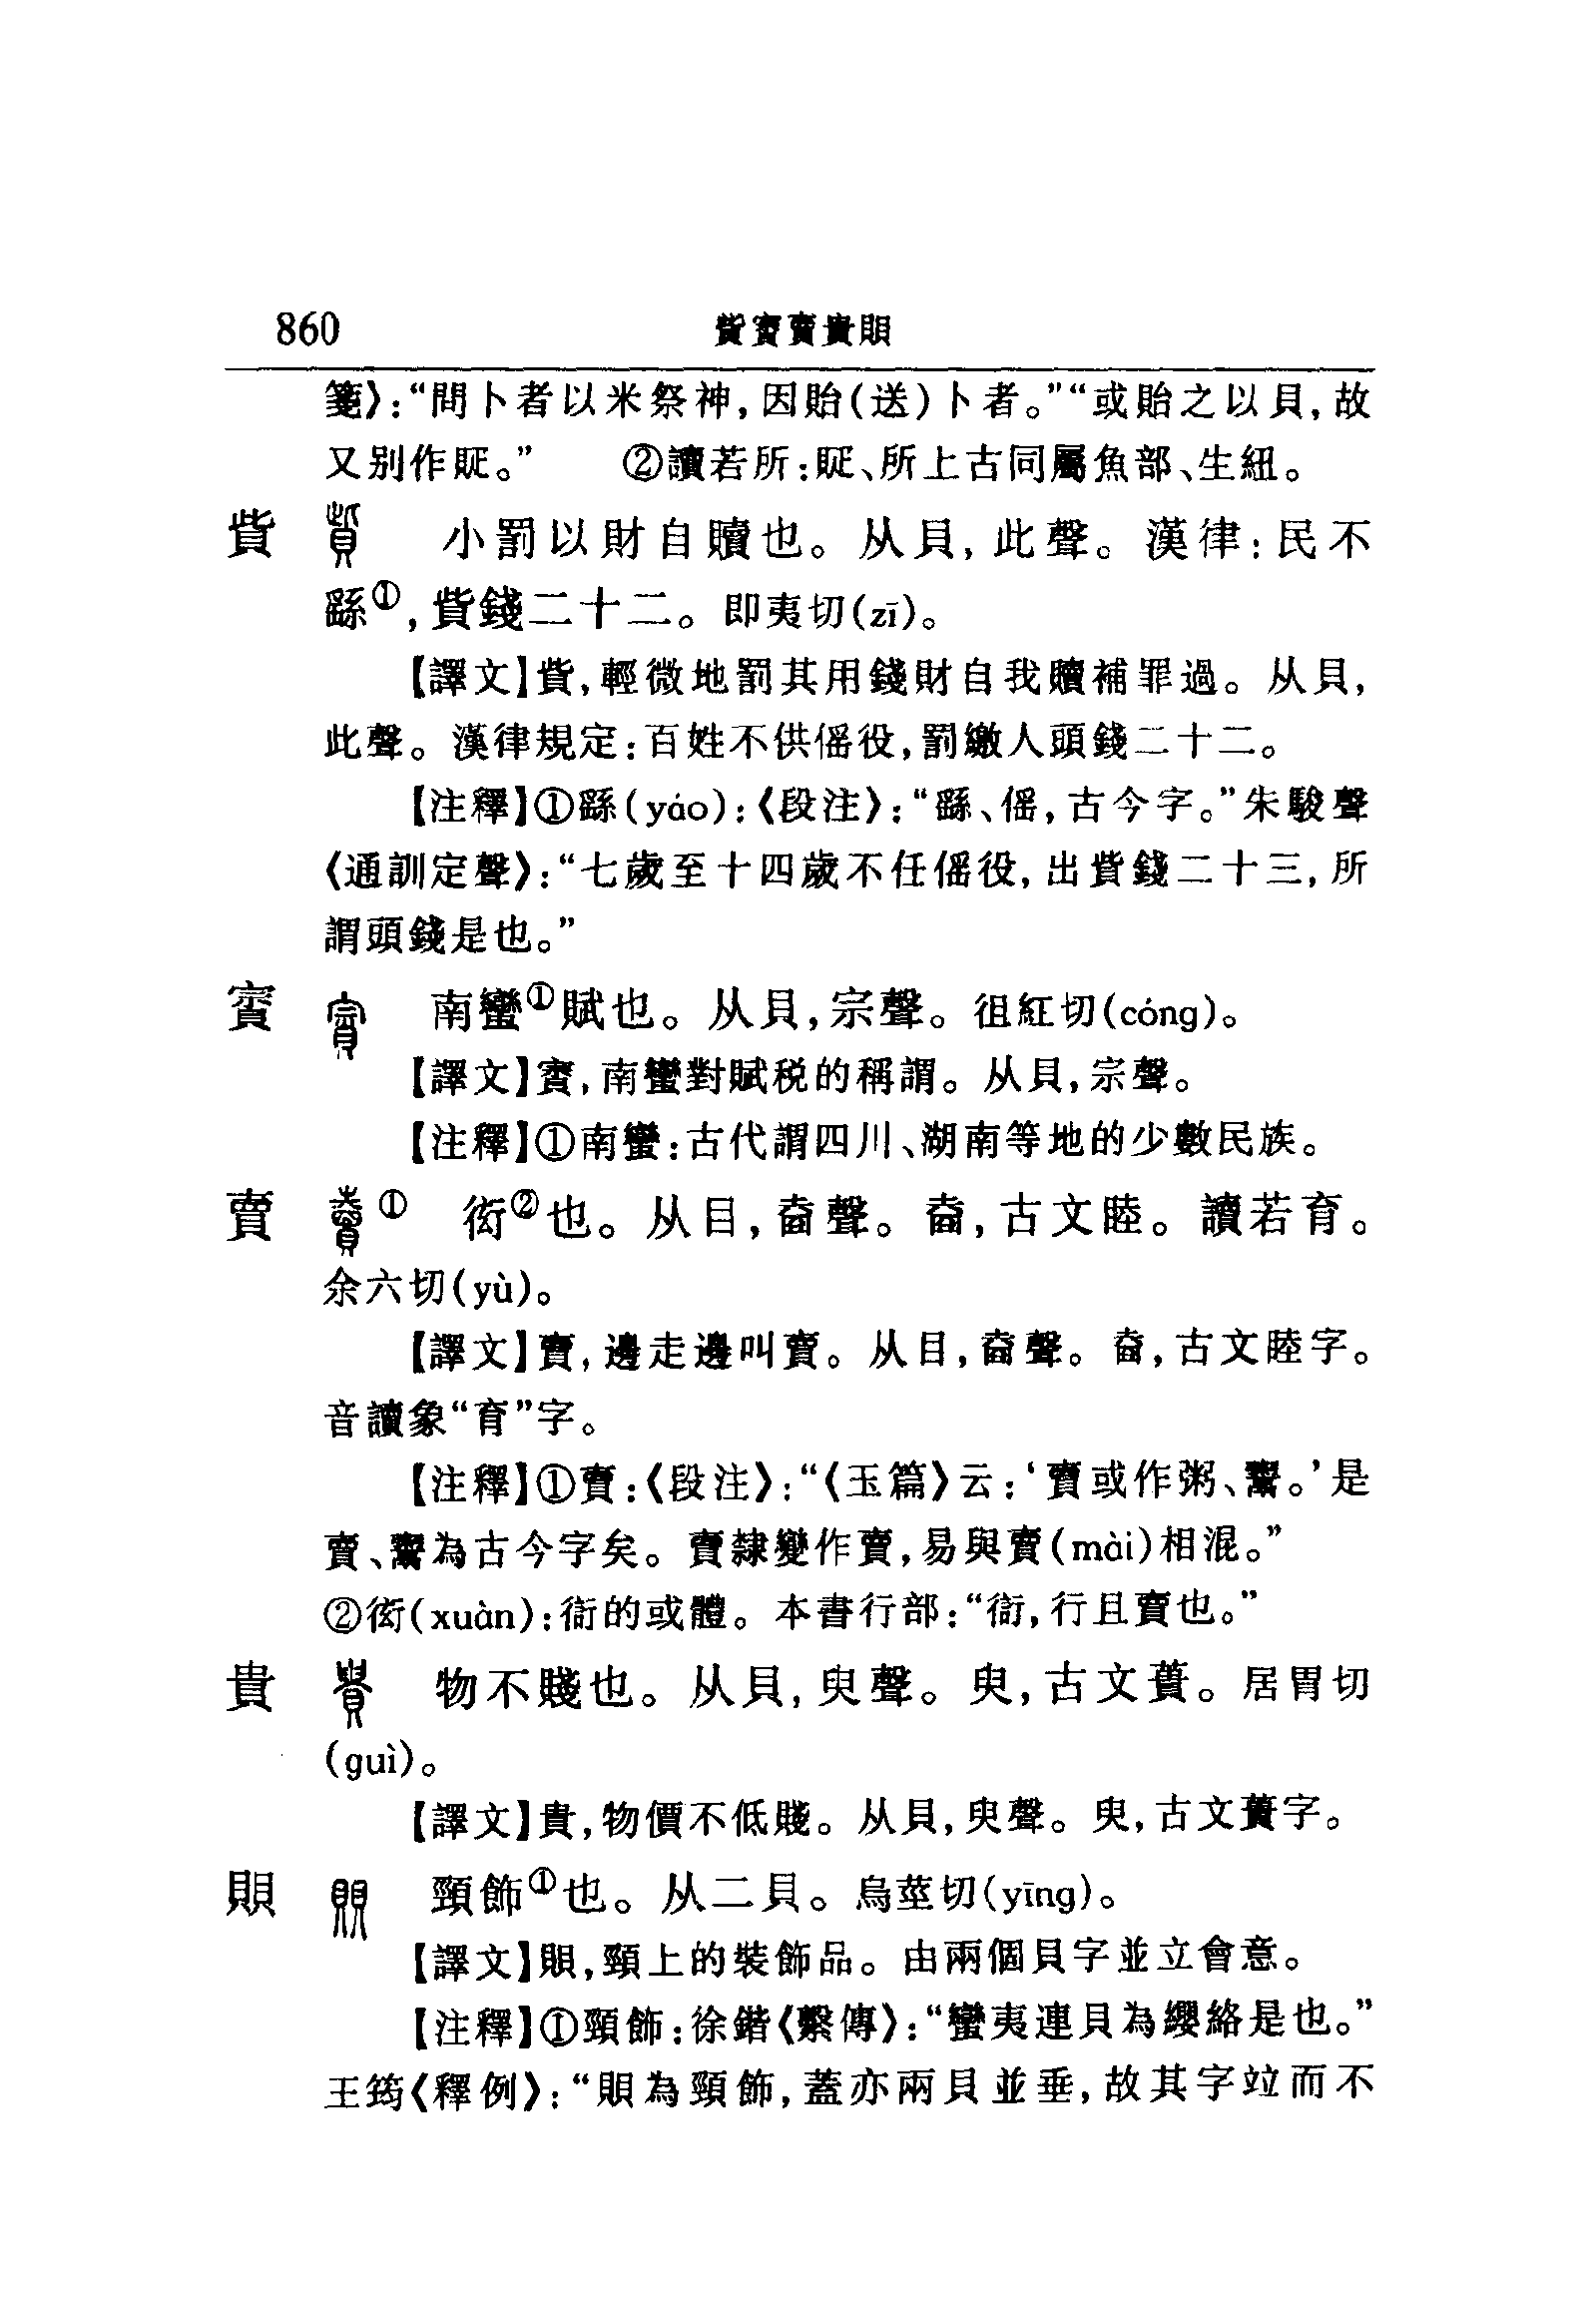 860 貲賨賣貴賏
箋》：“問卜者以米祭神，因貽(送)卜者。”“或貽之以貝，故
又别作貶。” ②讀若所：、所上古同屬魚部、生紐。
貲 小罰以財自贖也。从貝，此聲。漢律：民不
繇①，貲錢二十二。即夷切(zī)。
【譯文】貲，輕微地罰其用錢財自我贖補罪過。从貝，
此聲。漢律規定：百姓不供傜役，罰繳人頭錢二十二。
【注釋】①繇(yáo)：《段注》：“繇、傜，古今字。”朱駿聲
《通訓定聲》：“七歲至十四歲不任傜役，出貲錢二十三，所
謂頭錢是也。”
賨 南蠻①賦也。从貝，宗聲。徂紅切(cóng)。
【譯文】賨，南蠻對賦税的稱謂。从貝，宗聲。
【注釋】①南蠻：古代謂四川、湖南等地的少數民族。
賣 ① 衒②也。从目，𡍬聲。𡍬，古文睦。讀若育。
余六切(yù)。
【譯文】賣，邊走邊叫賣。从目，𡍬聲。𡍬，古文睦字。
音讀象“育”字。
【注釋】①賣：《段注》：“《玉篇》云：‘賣或作粥、鬻。’是
賣、鬻為古今字矣。賣隸變作賣，易與賣(mài)相混。”
②衒(xuàn)：衙的或體。本書行部：“，行且賣也。”
貴 物不賤也。从貝，臾聲。臾，古文蕢。居胃切
(guì)。
【譯文】貴，物價不低賤。从貝，臾聲。臾，古文蕢字。
賏 頸飾①也。从二貝。烏莖切(yīng)。
【譯文】賏，頸上的裝飾品。由兩個貝字並立會意。
【注釋】①頸飾：徐鍇《繫傳》：“蠻夷連貝為纓絡是也。”
王筠《釋例》：“賏為頸飾，蓋亦兩貝並垂，故其字竝而不